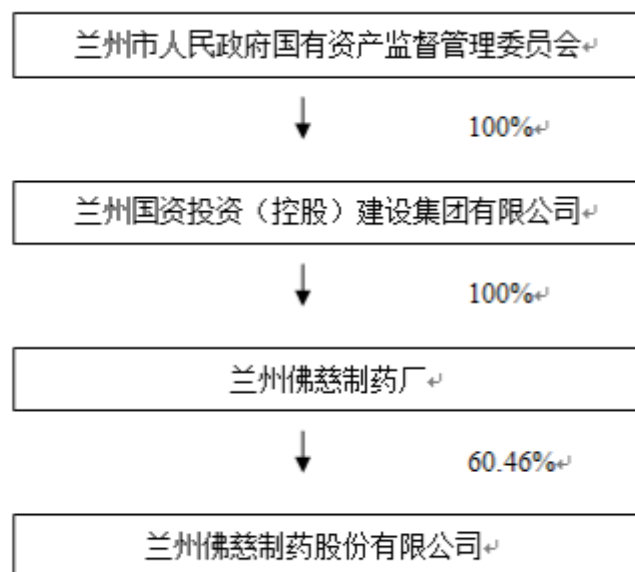 兰州市人民政府国有资产监督管理委员会
100%
兰州国资投资（控股）建设集团有限公司
100%
兰州佛慈制药厂
60.46%
兰州佛慈制药股份有限公司